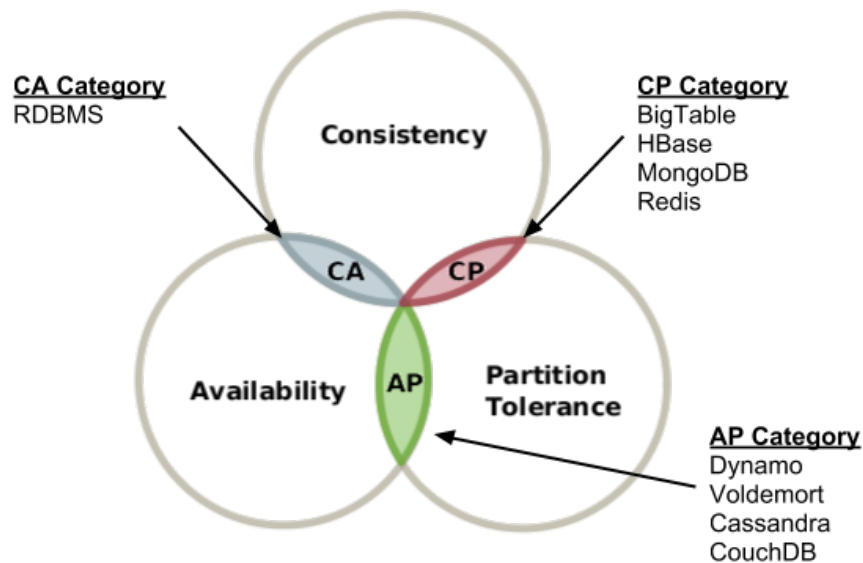 CA Category
RDBMS
CP Category
BigTable
HBase
MongoDB
Redis
Consistency
CA
CP
Availability
AP
Partition
Tolerance
AP Category
Dynamo
Voldemort
Cassandra
CouchDB